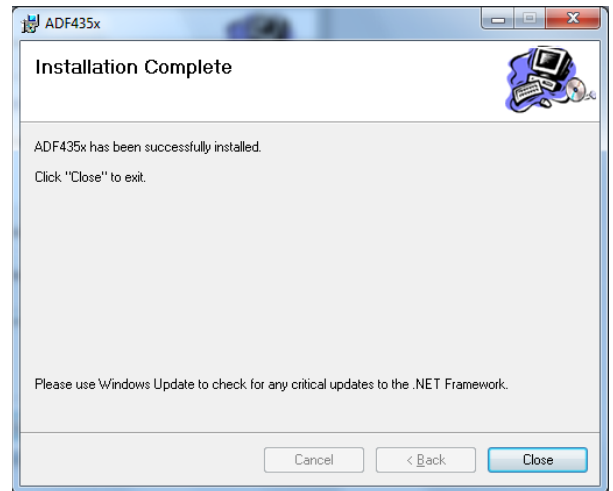 ADF435x
Installation Complete
ADF435x has been successfully installed.
Click "Close" to exit.
Please use Windows Update to check for any critical updates to the .NET Framework.
Cancel
< Back
Close